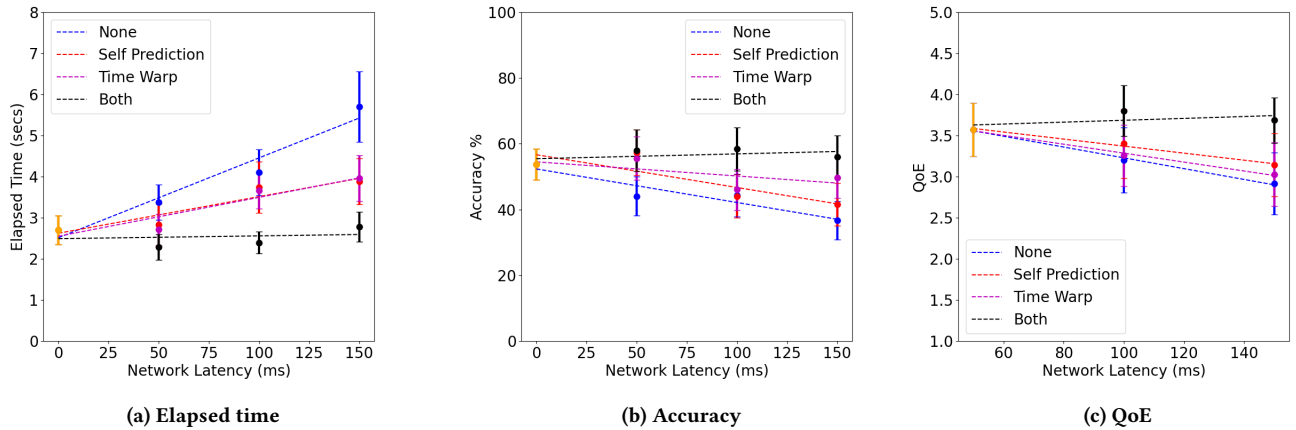 8
7
6
5
4
3
2
1
0
Elapsed Time (secs)
None
Self Prediction
Time Warp
Both
0 25 50 75 100 125 150
Network Latency (ms)
(a) Elapsed time
100
80
60
40
20
0
Accuracy %
None
Self Prediction
Time Warp
Both
0 25 50 75 100 125 150
Network Latency (ms)
(b) Accuracy
5.0
4.5
4.0
3.5
3.0
2.5
2.0
1.5
1.0
QoE
None
Self Prediction
Time Warp
Both
60 80 100 120 140
Network Latency (ms)
(c) QoE